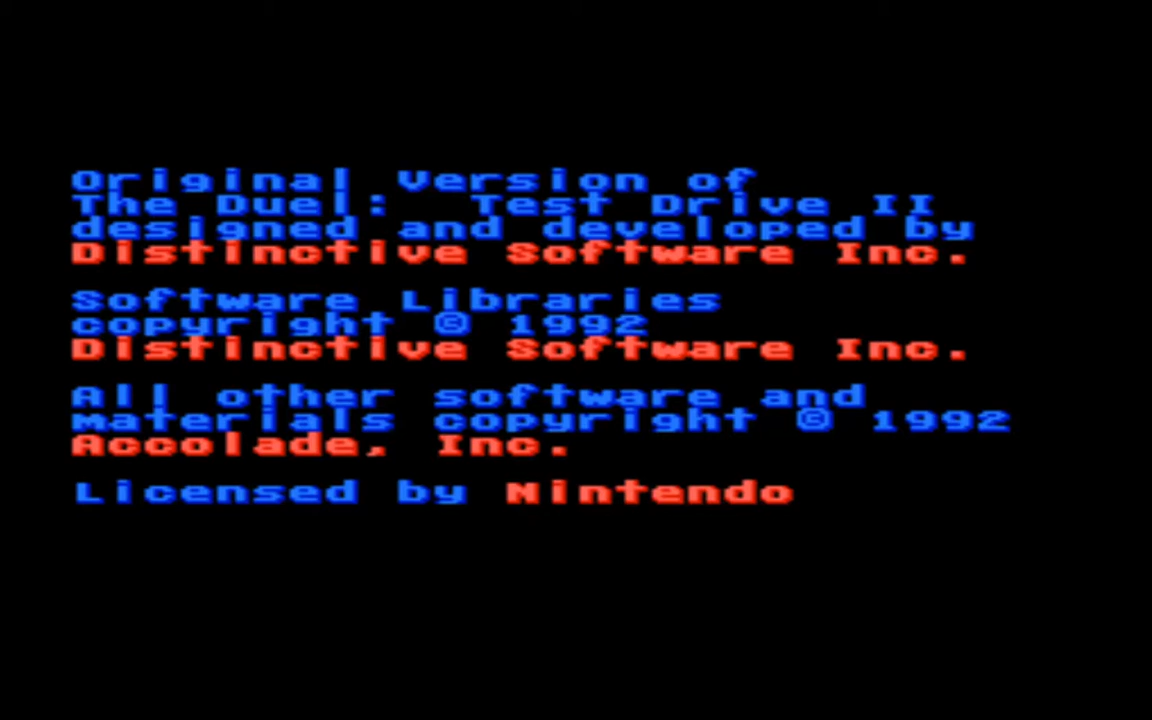 Original Version of
The Duel:  Test Drive II
designed and developed by
Distinctive Software Inc.
Software Libraries
copyright © 1992
Distinctive Software Inc.
All other software and
materials copyright © 1992
Accolade, Inc.
Licensed by Nintendo